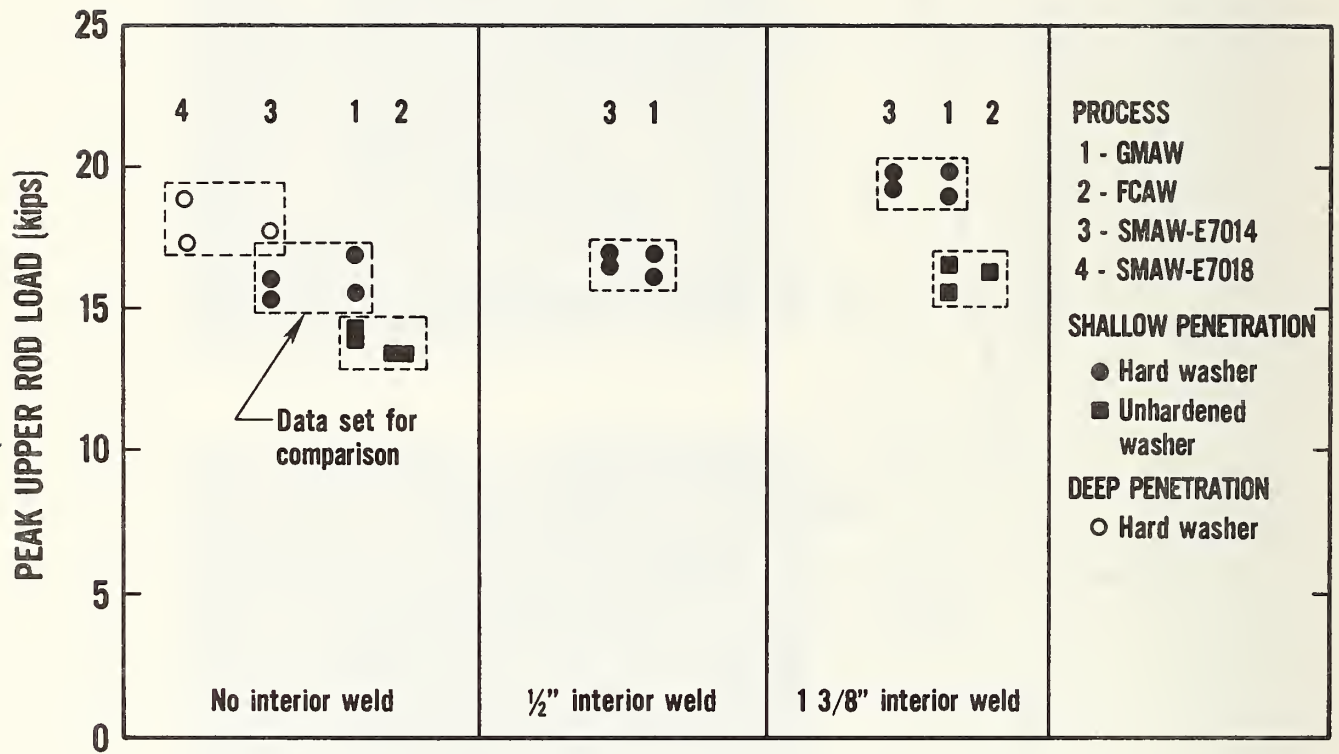 25
20
15
10
5
0
PEAK UPPER ROD LOAD (kips)
4 3 1 2
Data set for
comparison
No interior weld
3 1
½” interior weld
3 1 2
1 3/8” interior weld
PROCESS
1 - GMAW
2 - FCAW
3 - SMAW-E7014
4 - SMAW-E7018
SHALLOW PENETRATION
● Hard washer
■ Unhardened
washer
DEEP PENETRATION
○ Hard washer